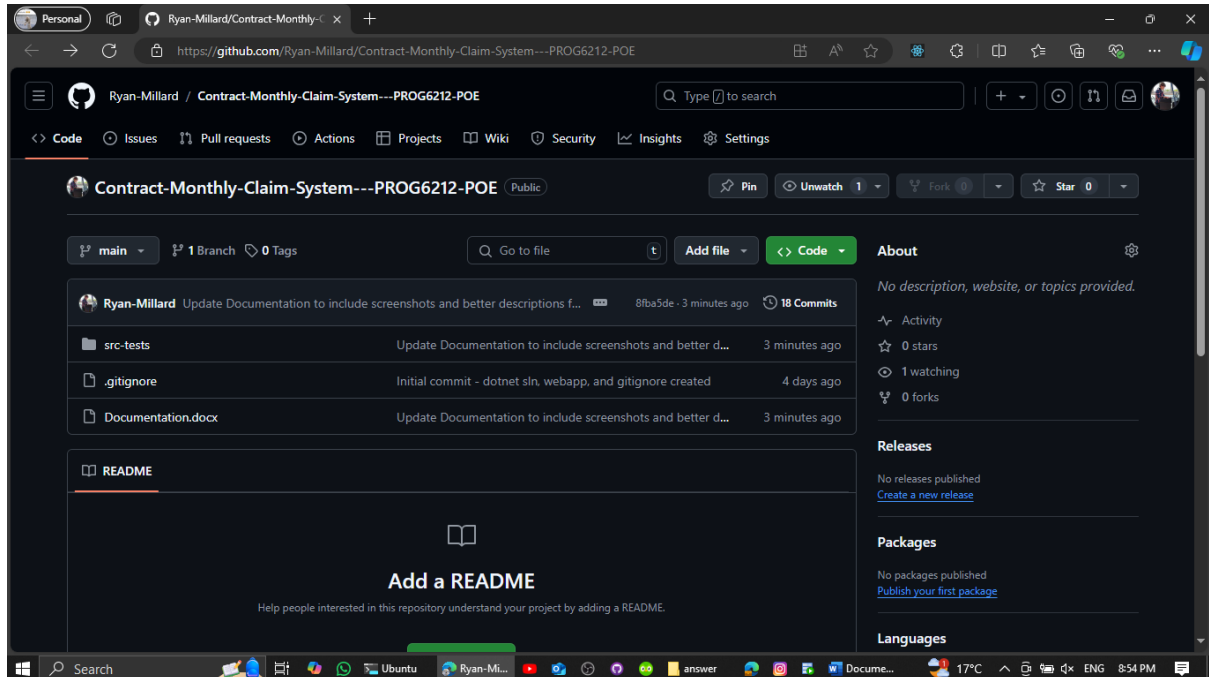 Personal
Ryan-Millard/Contract-Monthly-C
https://github.com/Ryan-Millard/Contract-Monthly-Claim-System---PROG6212-POE
Ryan-Millard / Contract-Monthly-Claim-System---PROG6212-POE
Type / to search
Code Issues Pull requests Actions Projects Wiki Security Insights Settings
Contract-Monthly-Claim-System---PROG6212-POE Public
Pin Unwatch 1 Fork 0 Star 0
main 1 Branch 0 Tags Go to file t Add file Code
About
No description, website, or topics provided.
Ryan-Millard Update Documentation to include screenshots and better descriptions f... 8fba5de · 3 minutes ago 18 Commits
src-tests Update Documentation to include screenshots and better d... 3 minutes ago
.gitignore Initial commit - dotnet sln, webapp, and gitignore created 4 days ago
Documentation.docx Update Documentation to include screenshots and better d... 3 minutes ago
Activity
0 stars
1 watching
0 forks
README
Add a README
Help people interested in this repository understand your project by adding a README.
Releases
No releases published
Create a new release
Packages
No packages published
Publish your first package
Languages
Search Ubuntu Ryan-Mi... answer Docume... 1 17°C ENG 8:54 PM